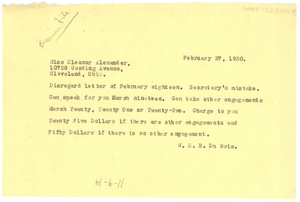 February 27, 1930.
Miss Eleanor Alexander,
10723 Gooding Avenue,
Cleveland, Ohio.
Disregard letter of February eighteen. Secretary's mistake.
Can speak for you March nineteen. Can take other engagements
March Twenty, Twenty One or Twenty-Two. Charge to you
Twenty Five Dollars if there are other engagements and
Fifty Dollars if there is no other engagement.
W. E. B. Du Bois.